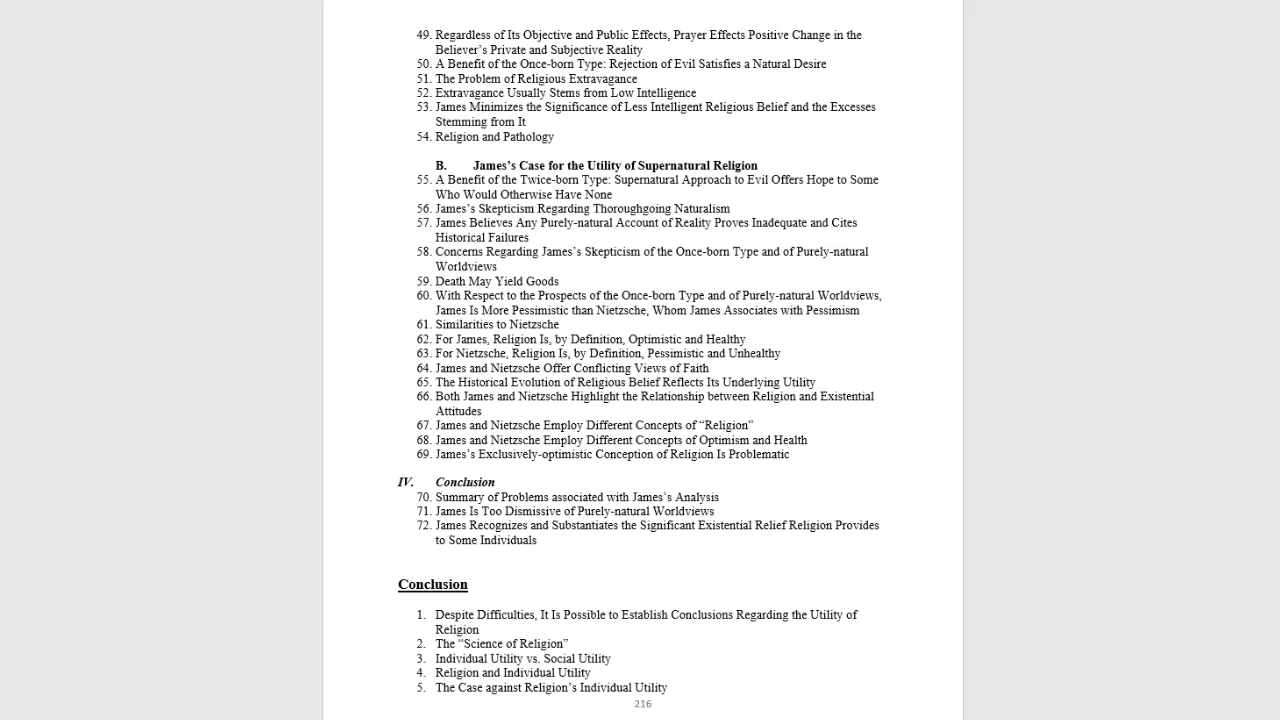 49. Regardless of Its Objective and Public Effects, Prayer Effects Positive Change in the
Believer's Private and Subjective Reality
50. A Benefit of the Once-born Type: Rejection of Evil Satisfies a Natural Desire
51. The Problem of Religious Extravagance
52. Extravagance Usually Stems from Low Intelligence
53. James Minimizes the Significance of Less Intelligent Religious Belief and the Excesses
Stemming from It
54. Religion and Pathology
B. James's Case for the Utility of Supernatural Religion
55. A Benefit of the Twice-born Type: Supernatural Approach to Evil Offers Hope to Some
Who Would Otherwise Have None
56. James's Skepticism Regarding Thoroughgoing Naturalism
57. James Believes Any Purely-natural Account of Reality Proves Inadequate and Cites
Historical Failures
58. Concerns Regarding James's Skepticism of the Once-born Type and of Purely-natural
Worldviews
59. Death May Yield Goods
60. With Respect to the Prospects of the Once-born Type and of Purely-natural Worldviews,
James Is More Pessimistic than Nietzsche, Whom James Associates with Pessimism
61. Similarities to Nietzsche
62. For James, Religion Is, by Definition, Optimistic and Healthy
63. For Nietzsche, Religion Is, by Definition, Pessimistic and Unhealthy
64. James and Nietzsche Offer Conflicting Views of Faith
65. The Historical Evolution of Religious Belief Reflects Its Underlying Utility
66. Both James and Nietzsche Highlight the Relationship between Religion and Existential
Attitudes
67. James and Nietzsche Employ Different Concepts of “Religion”
68. James and Nietzsche Employ Different Concepts of Optimism and Health
69. James's Exclusively-optimistic Conception of Religion Is Problematic
IV. Conclusion
70. Summary of Problems associated with James's Analysis
71. James Is Too Dismissive of Purely-natural Worldviews
72. James Recognizes and Substantiates the Significant Existential Relief Religion Provides
to Some Individuals
Conclusion
1. Despite Difficulties, It Is Possible to Establish Conclusions Regarding the Utility of
Religion
2. The “Science of Religion”
3. Individual Utility vs. Social Utility
4. Religion and Individual Utility
5. The Case against Religion's Individual Utility
216